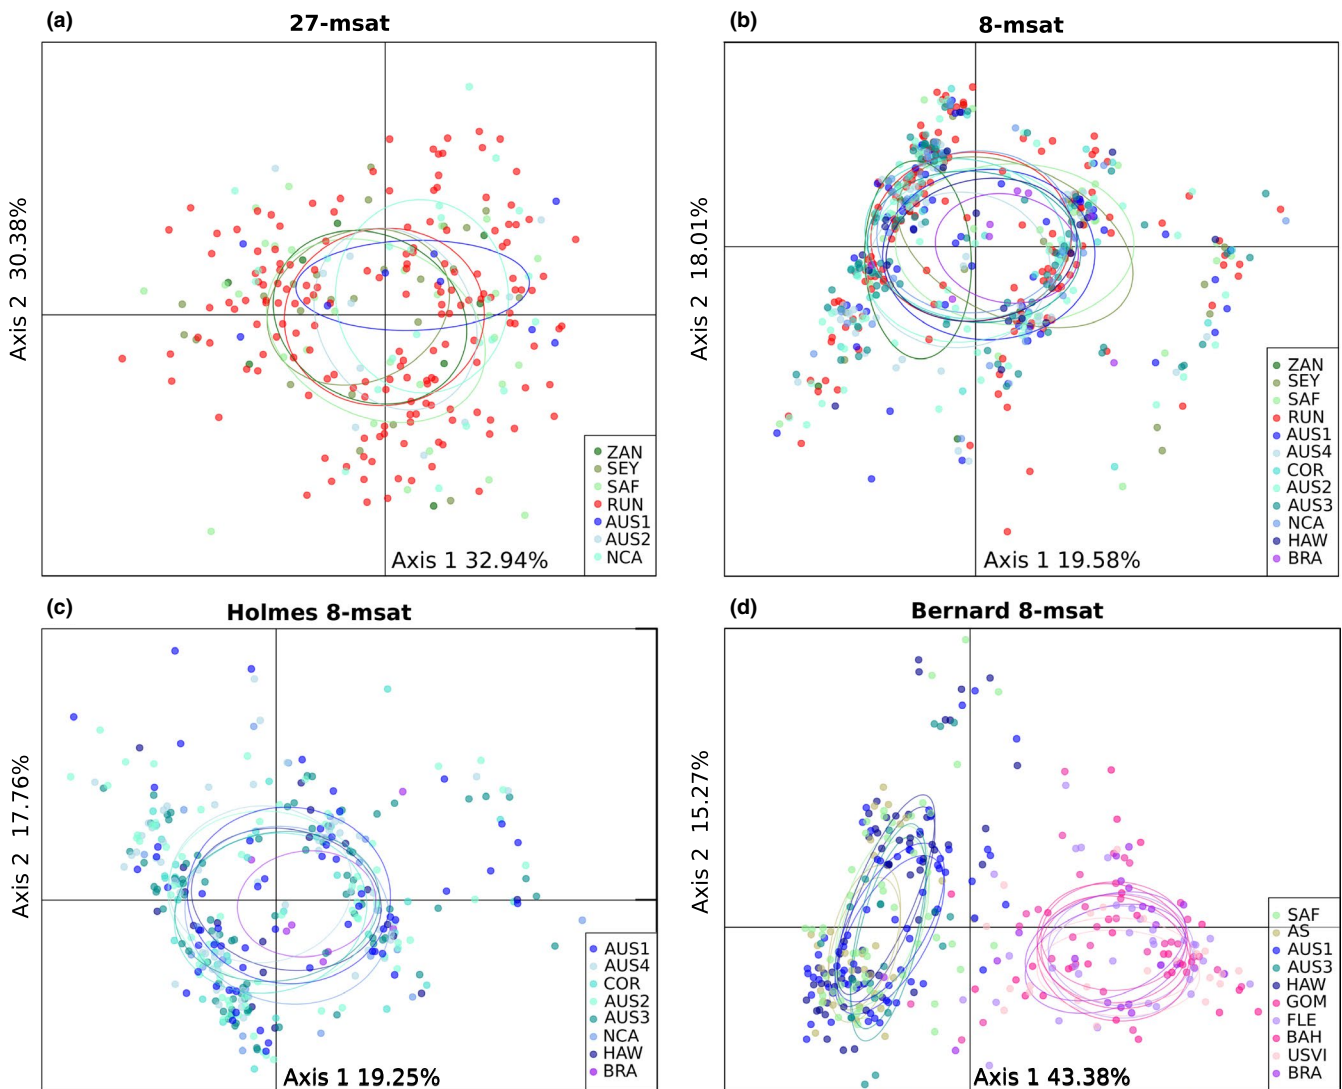 (a)
27-msat
Axis 2 30.38%
Axis 1 32.94%
ZAN
SEY
SAF
RUN
AUS1
AUS2
NCA
(b)
8-msat
Axis 2 18.01%
Axis 1 19.58%
ZAN
SEY
SAF
RUN
AUS1
AUS4
COR
AUS2
AUS3
NCA
HAW
BRA
(c)
Holmes 8-msat
Axis 2 17.76%
Axis 1 19.25%
AUS1
AUS4
COR
AUS2
AUS3
NCA
HAW
BRA
(d)
Bernard 8-msat
Axis 2 15.27%
Axis 1 43.38%
SAF
AS
AUS1
AUS3
HAW
GOM
FLE
BAH
USVI
BRA